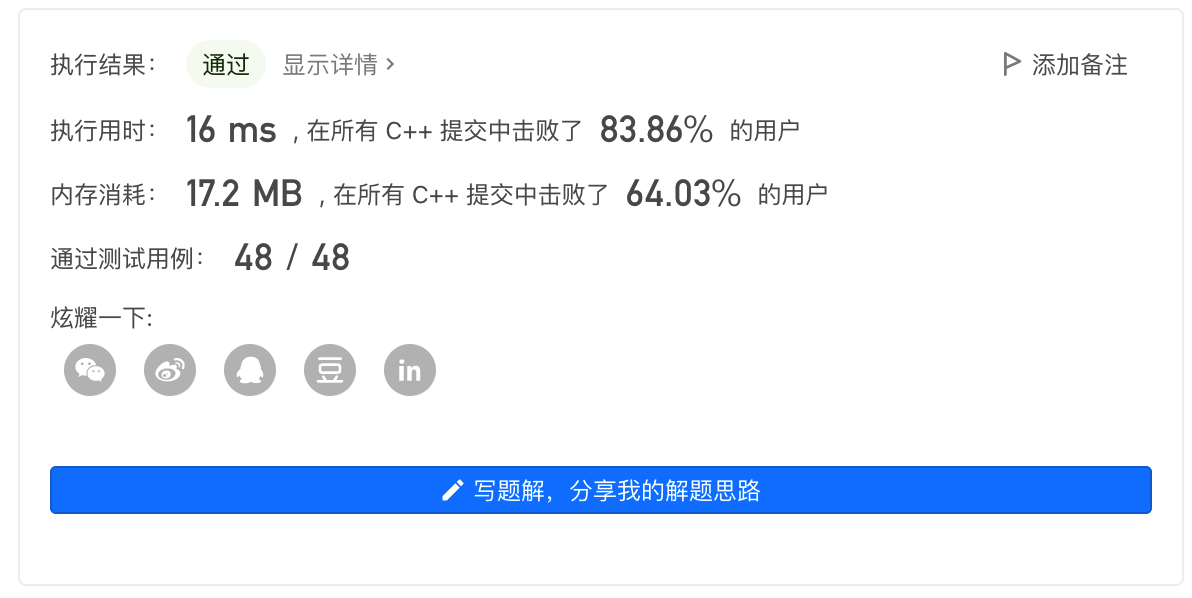 执行结果： 通过 显示详情 > 添加备注
执行用时： 16 ms , 在所有 C++ 提交中击败了 83.86% 的用户
内存消耗： 17.2 MB , 在所有 C++ 提交中击败了 64.03% 的用户
通过测试用例： 48 / 48
炫耀一下:
豆 in
写题解，分享我的解题思路